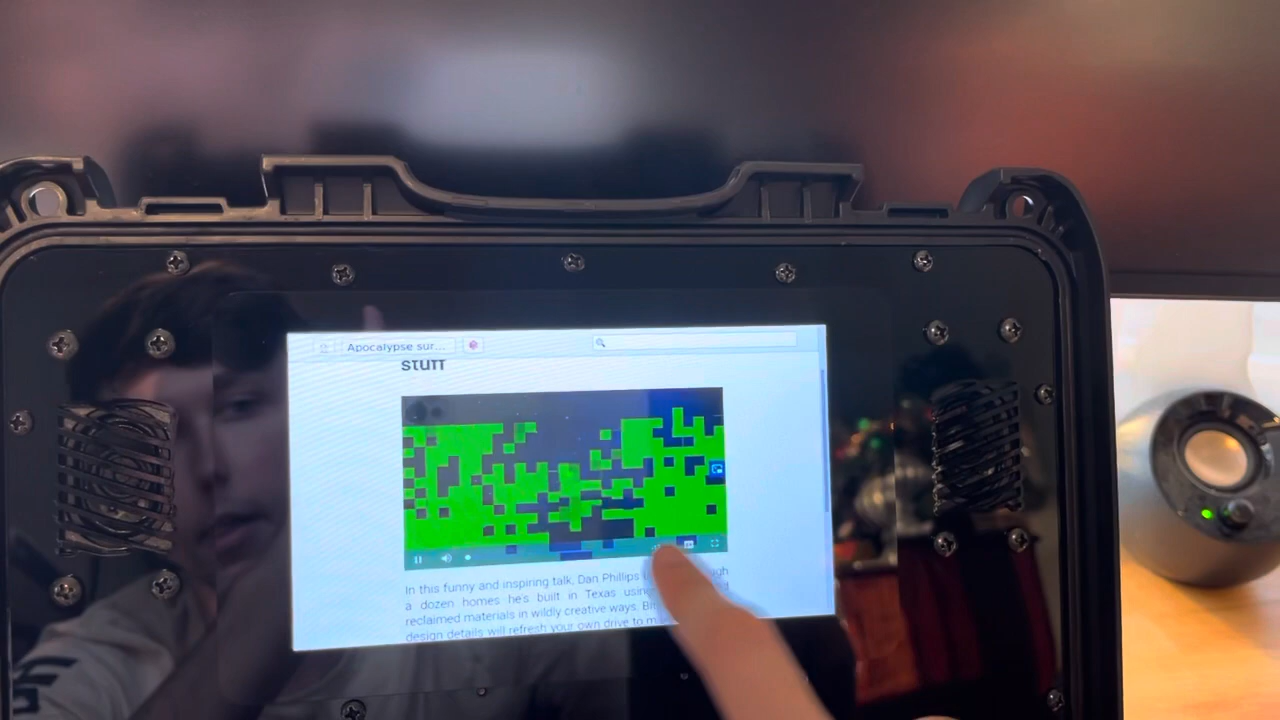 Apocalypse sur...
stuff
In this funny and inspiring talk, Dan Phillips
a dozen homes he's built in Texas using
reclaimed materials in wildly creative ways.
design details will refresh your own drive to